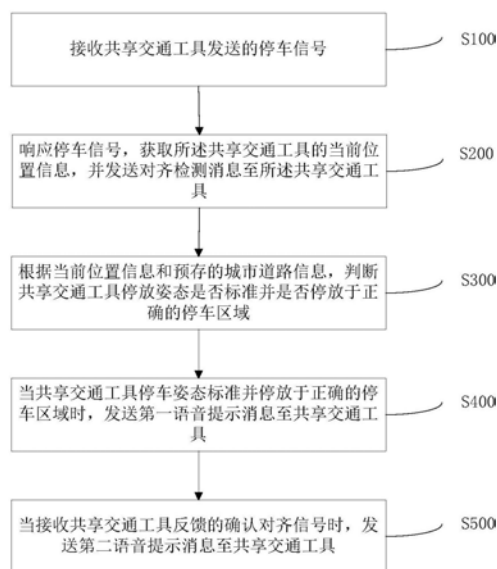 接收共享交通工具发送的停车信号
S100
响应停车信号，获取所述共享交通工具的当前位
置信息，并发送对齐检测消息至所述共享交通工
具
S200
根据当前位置信息和预存的城市道路信息，判断
共享交通工具停放姿态是否标准并是否停放于正
确的停车区域
S300
当共享交通工具停车姿态标准并停放于正确的停
车区域时，发送第一语音提示消息至共享交通工
具
S400
当接收共享交通工具反馈的确认对齐信号时，发
送第二语音提示消息至共享交通工具
S500